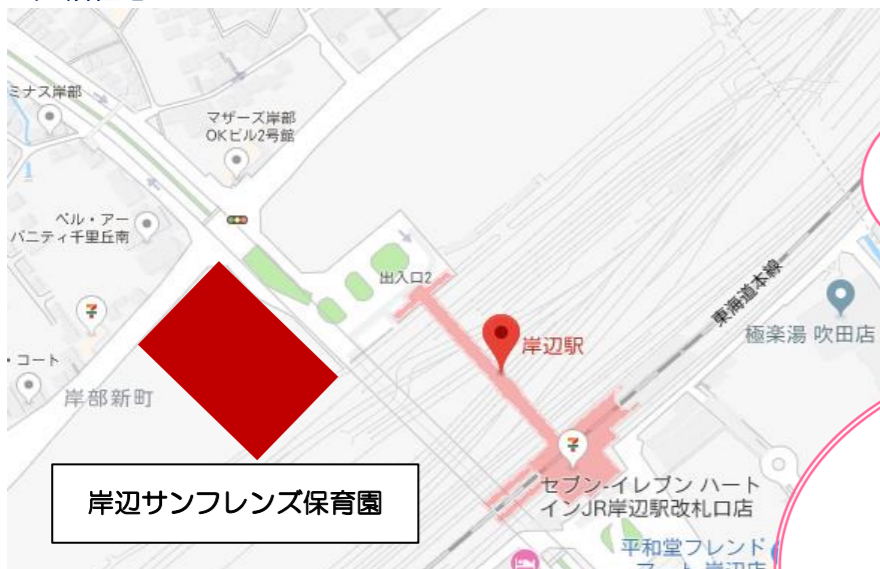 ミナス岸部
マザーズ岸部
OKビル2号館
ベル・アー
バニティ千里丘南
出入口2
岸辺駅
東海道本線
極楽湯 吹田店
・コート
岸部新町
岸辺サンフレンズ保育園
セブン-イレブン ハート
インJR岸辺駅改札口店
平和堂フレンド